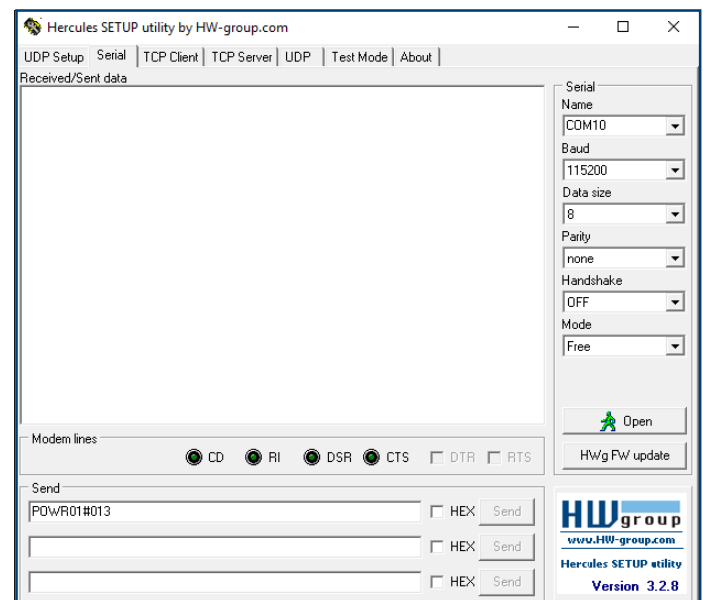 Hercules SETUP utility by HW-group.com
UDP Setup Serial TCP Client TCP Server UDP Test Mode About
Received/Sent data
Serial
Name
COM10
Baud
115200
Data size
8
Parity
none
Handshake
OFF
Mode
Free
Open
HWg FW update
Modem lines
CD RI DSR CTS DTR RTS
Send
POWR01#013 HEX Send
HEX Send
HEX Send
HW group
www.HW-group.com
Hercules SETUP utility
Version 3.2.8